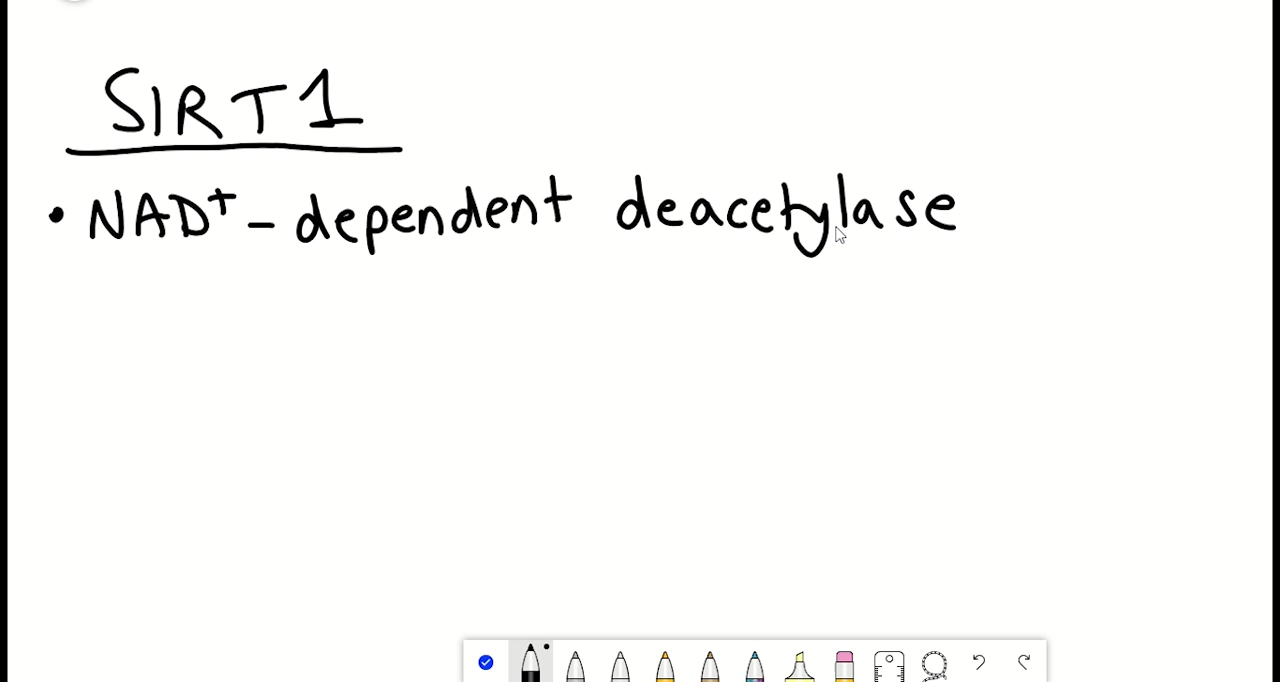 SIRT1
• NAD⁺ - dependent deacetylase